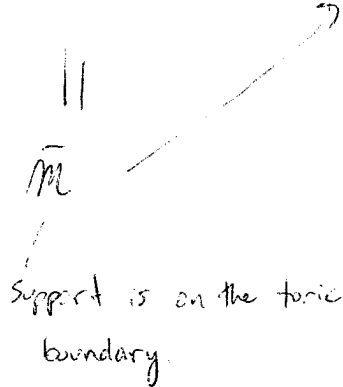 ||
M̄
Support is on the toric
boundary.